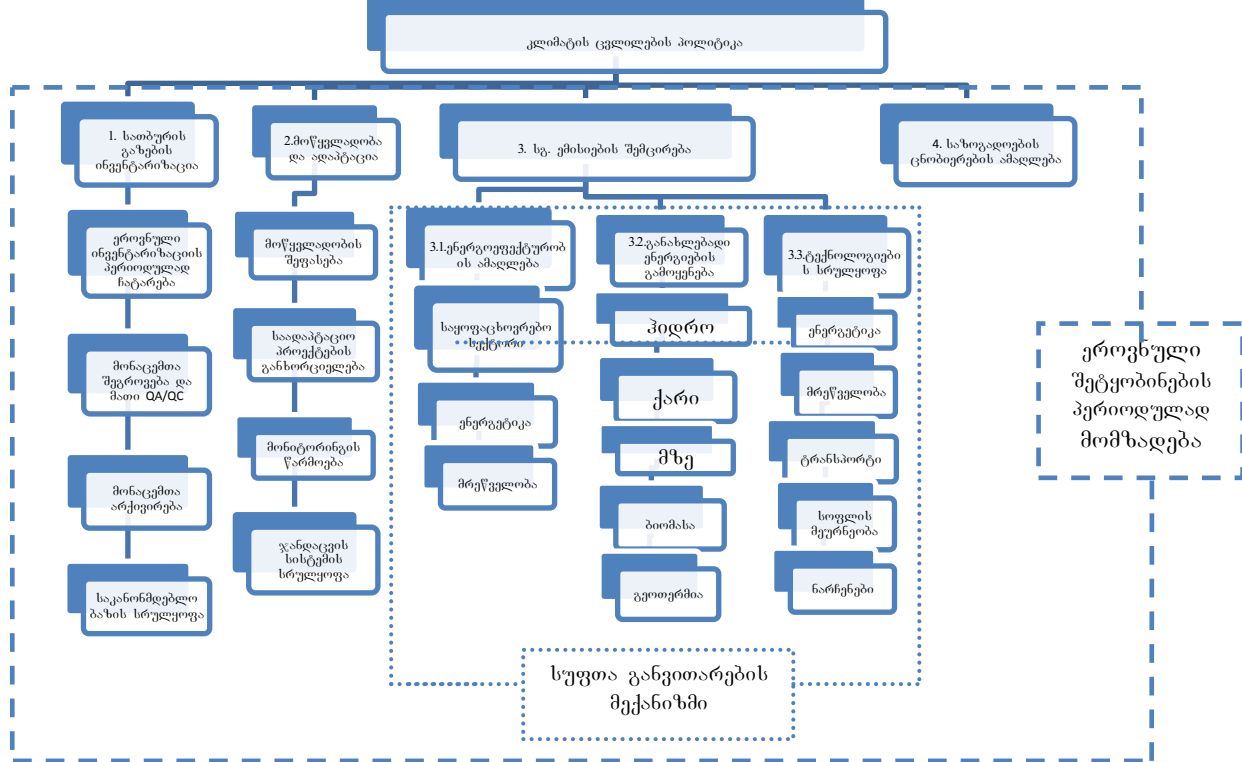 კლიმატის ცვლილების პოლიტიკა
1. სათბურის
გაზების
ინვენტარიზაცია
ეროვნული
ინვენტარიზაციის
პერიოდულად
ჩატარება
მონაცემთა
შეგროვება და
მათი QA/QC
მონაცემთა
არქივირება
საკანონმდებლო
ბაზის სრულყოფა
2.მოწყვლადობა
და ადაპტაცია
მოწყვლადობის
შეფასება
საადაპტაციო
პროექტების
განხორციელება
მონიტორინგის
წარმოება
ჯანდაცვის
სისტემის
სრულყოფა
3. სგ. ემისიების შემცირება
3.1.ენერგოეფექტურობ
ის ამაღლება
საყოფაცხოვრებო
სექტორი
ენერგეტიკა
მრეწველობა
3.2.განახლებადი
ენერგიების
გამოყენება
ჰიდრო
ქარი
მზე
ბიომასა
გეოთერმია
3.3.ტექნოლოგიები
ს სრულყოფა
ენერგეტიკა
მრეწველობა
ტრანსპორტი
სოფლის
მეურნეობა
ნარჩენები
4. საზოგადოების
ცნობიერების ამაღლება
სუფთა განვითარების
მექანიზმი
ეროვნული
შეტყობინების
პერიოდულად
მომზადება